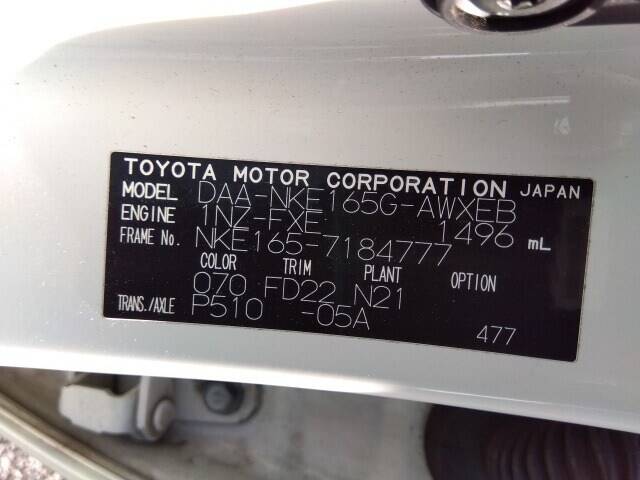 TOYOTA MOTOR CORPORATION JAPAN
MODEL DAA-NKE165G-AWXEB
ENGINE 1NZ-FXE 1496 mL
FRAME No. NKE165-7184777
COLOR TRIM PLANT OPTION
070 FD22 N21
TRANS./AXLE P510 -05A
477